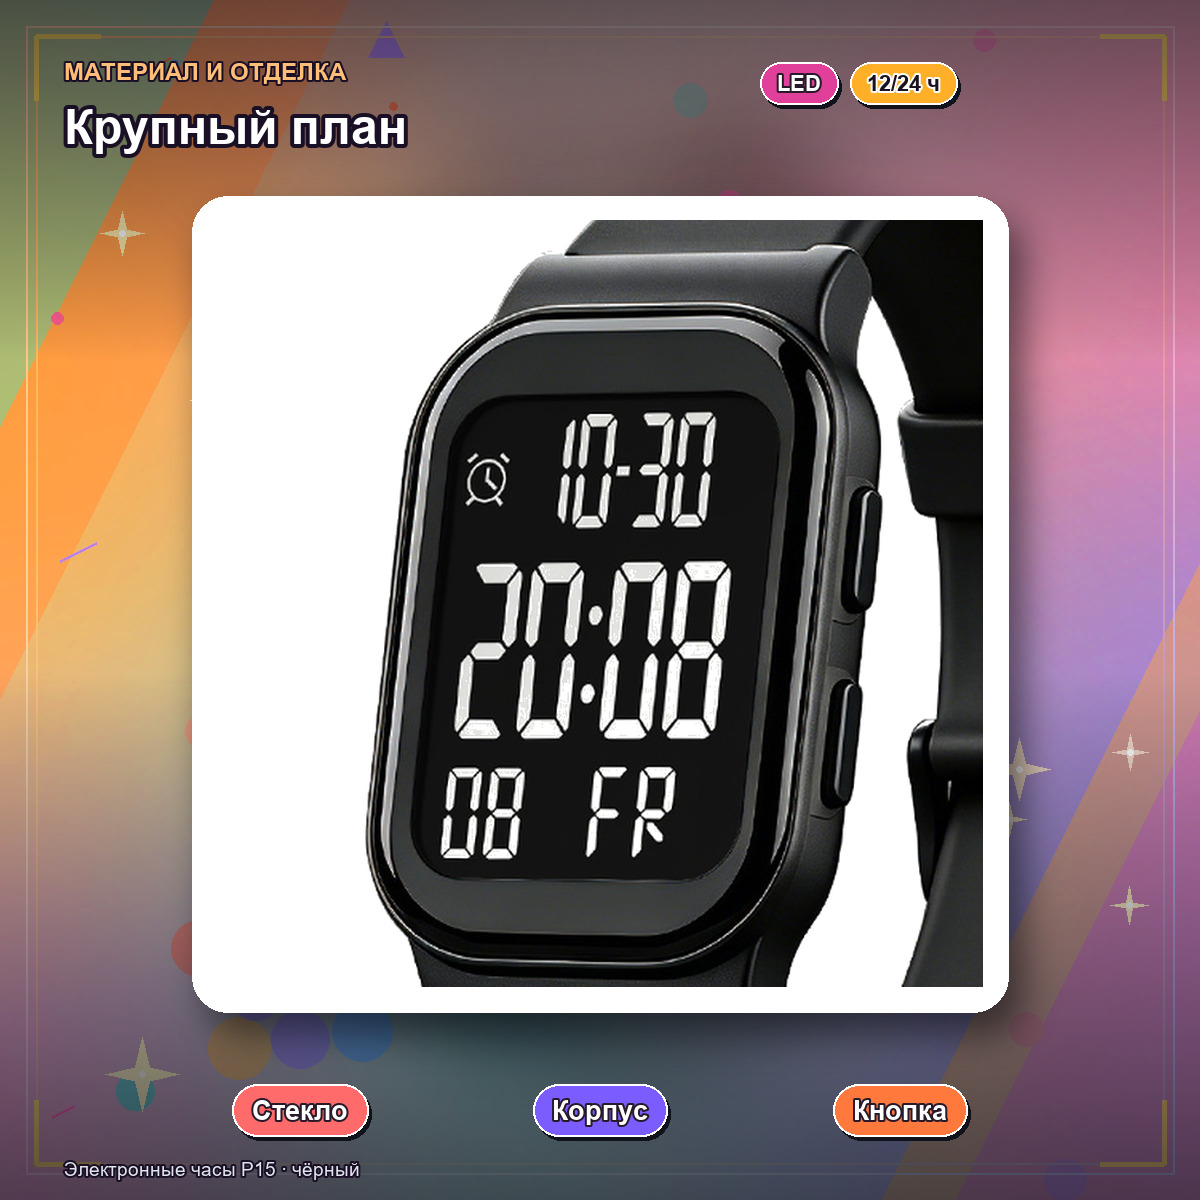 МАТЕРИАЛ И ОТДЕЛКА
Крупный план
LED
12/24 ч
10-30
20:08
08 FR
Стекло
Корпус
Кнопка
Электронные часы P15 · чёрный